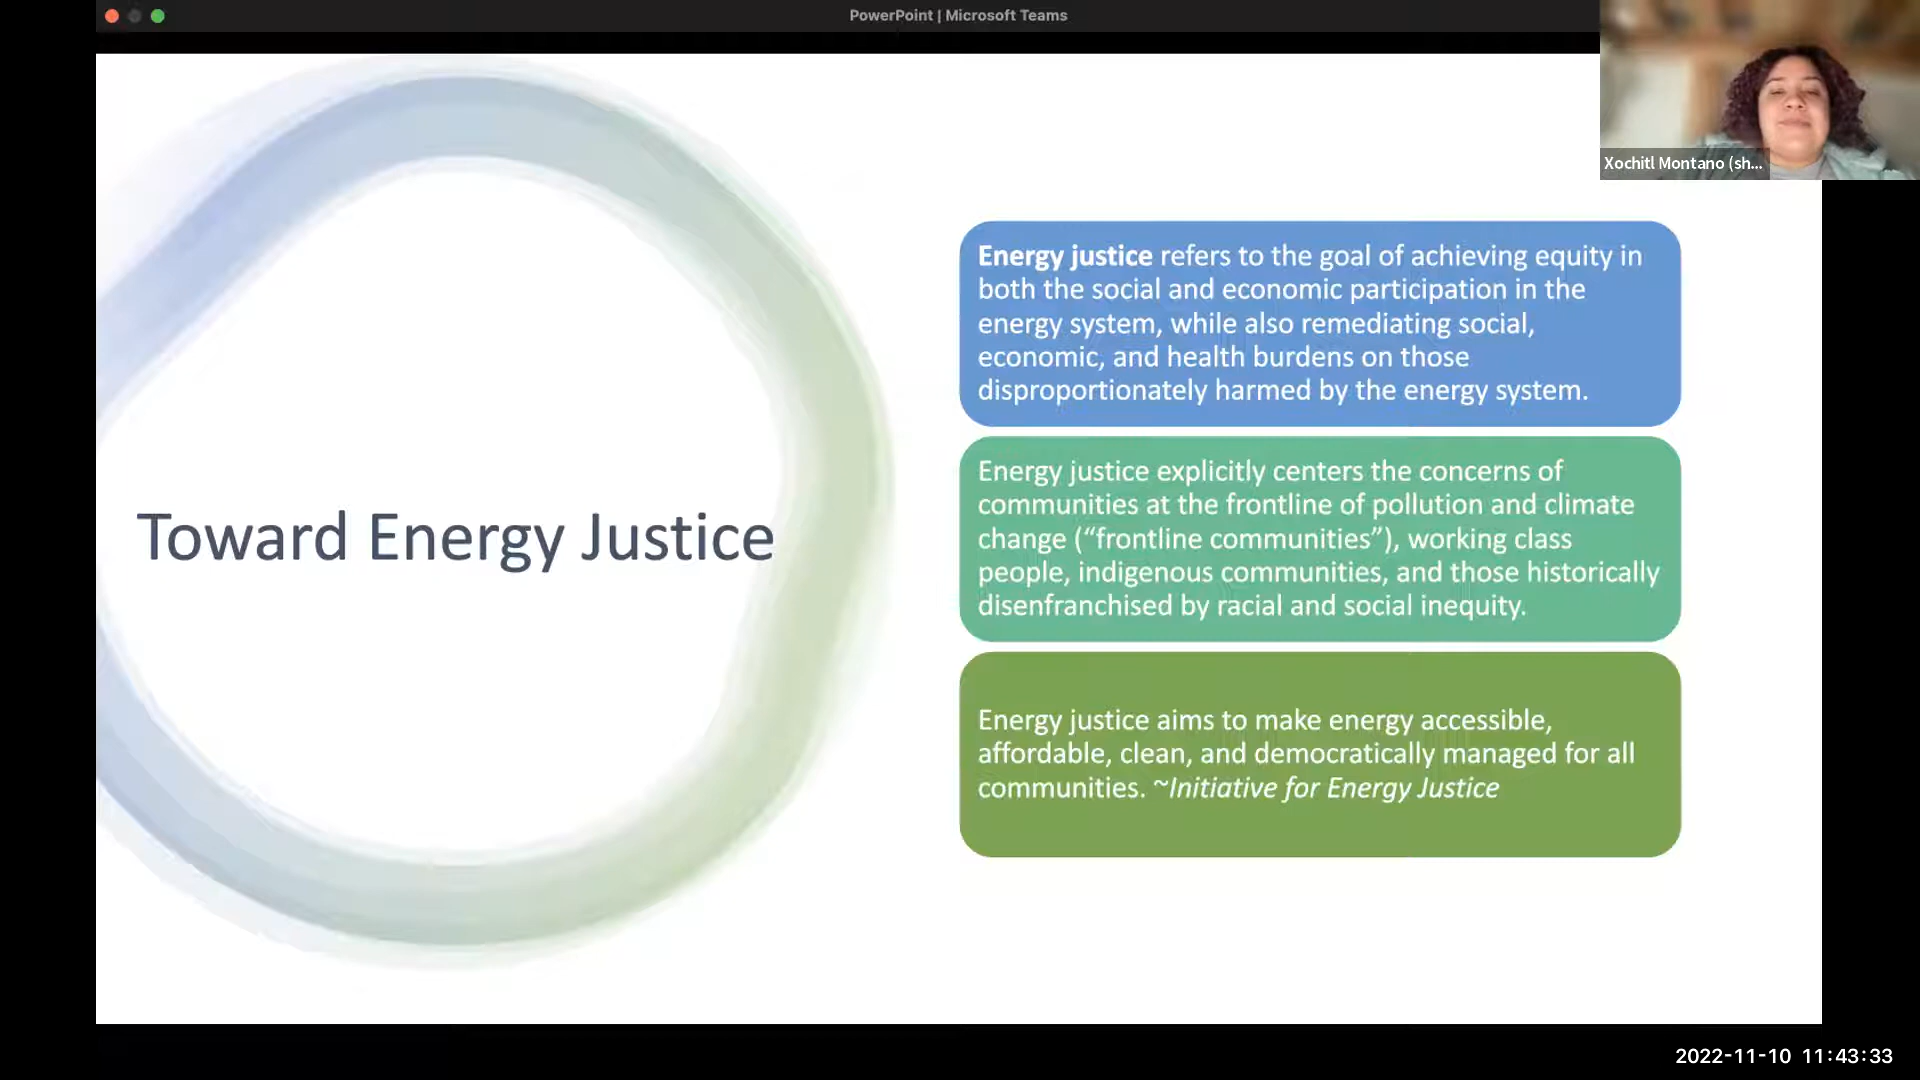 PowerPoint | Microsoft Teams
Xochitl Montano (sh...
Toward Energy Justice
Energy justice refers to the goal of achieving equity in
both the social and economic participation in the
energy system, while also remediating social,
economic, and health burdens on those
disproportionately harmed by the energy system.
Energy justice explicitly centers the concerns of
communities at the frontline of pollution and climate
change (“frontline communities”), working class
people, indigenous communities, and those historically
disenfranchised by racial and social inequity.
Energy justice aims to make energy accessible,
affordable, clean, and democratically managed for all
communities. ~Initiative for Energy Justice
2022-11-10 11:43:33